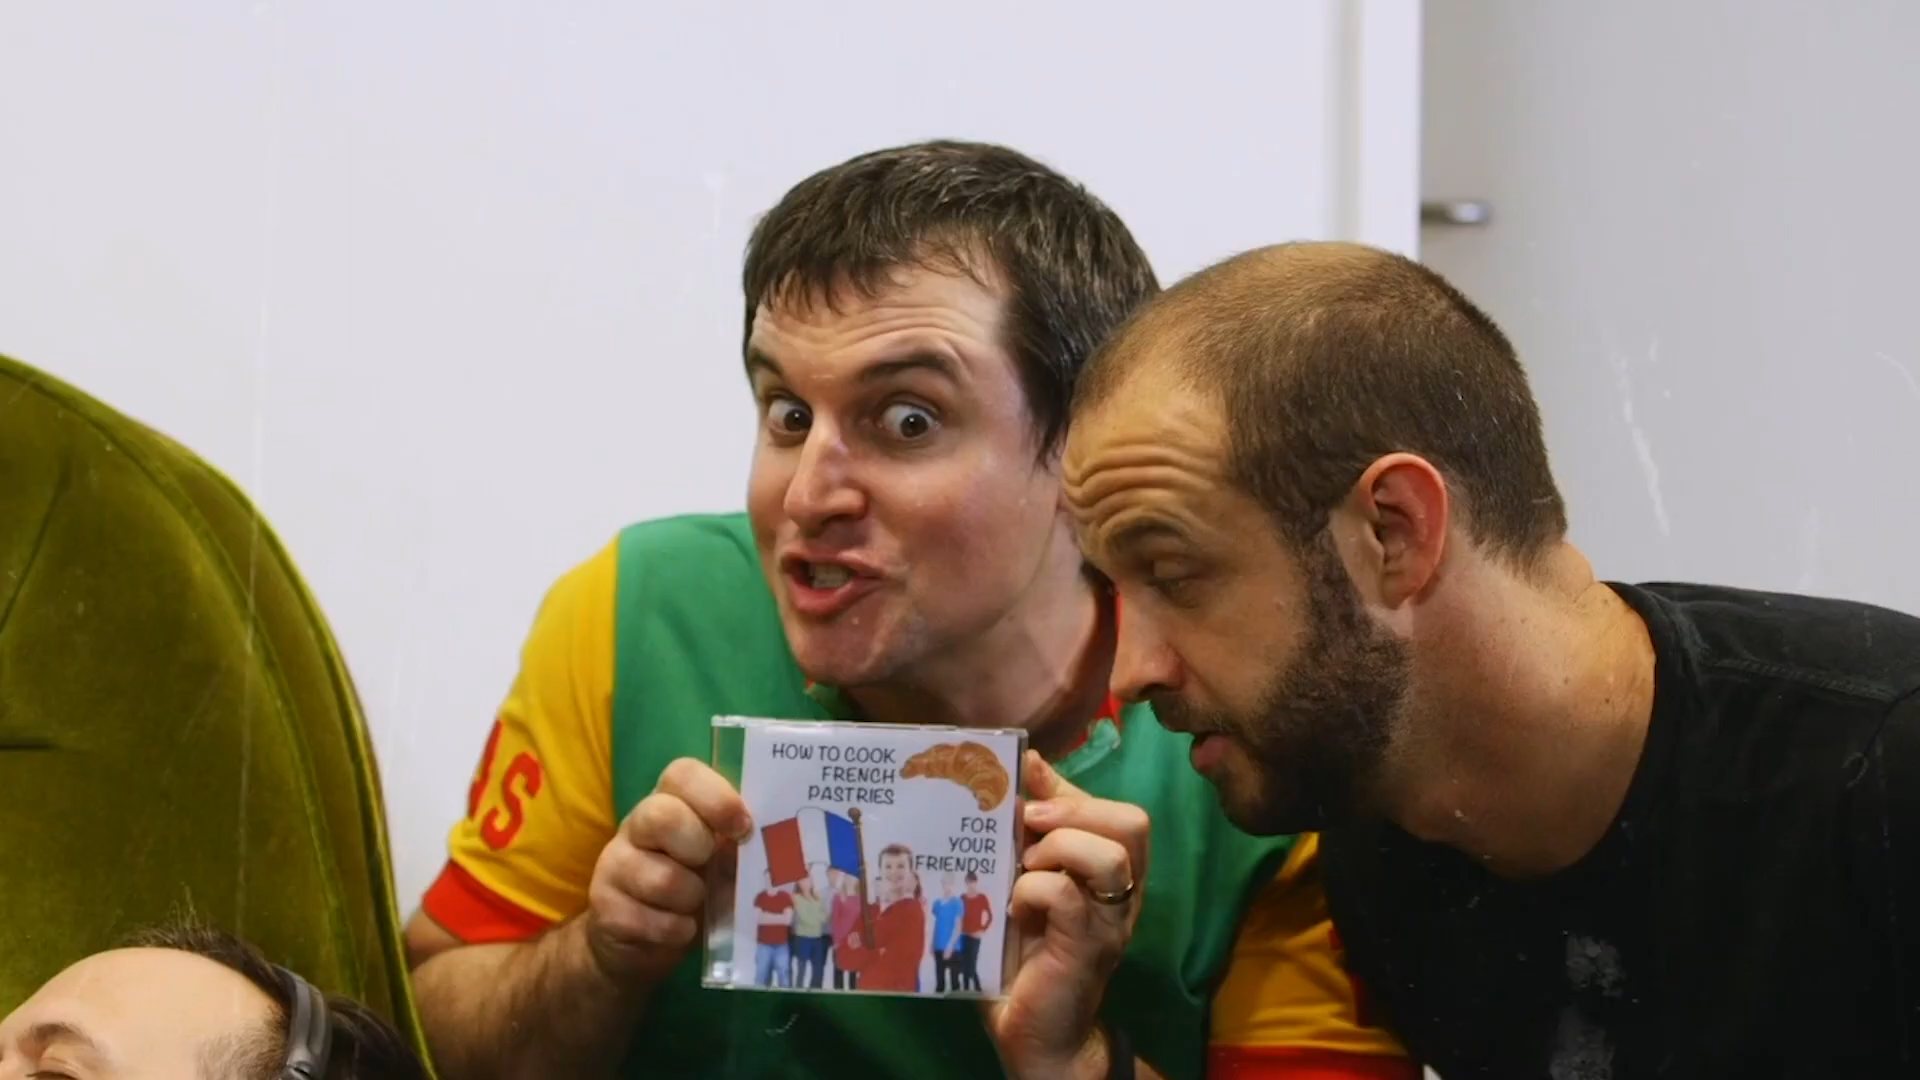 HOW TO COOK
FRENCH
PASTRIES
FOR
YOUR
FRIENDS!